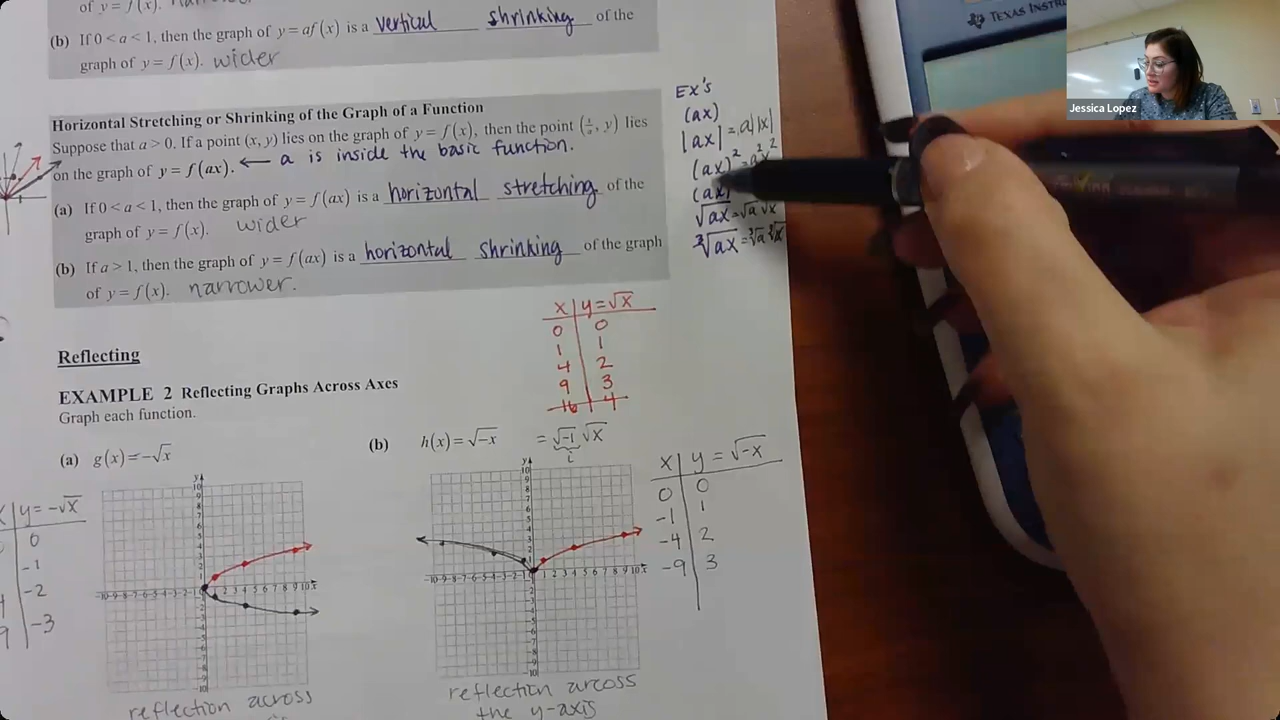 of y = f(x).
(b) If 0 < a < 1, then the graph of y = af(x) is a vertical shrinking of the
graph of y = f(x). wider
Horizontal Stretching or Shrinking of the Graph of a Function
Suppose that a > 0. If a point (x, y) lies on the graph of y = f(x), then the point (x/a, y) lies
on the graph of y = f(ax). ← a is inside the basic function.
(a) If 0 < a < 1, then the graph of y = f(ax) is a horizontal stretching of the
graph of y = f(x). wider
(b) If a > 1, then the graph of y = f(ax) is a horizontal shrinking of the graph
of y = f(x). narrower.
EX's
(ax)
|ax| = a|x|
(ax)² = a²x²
(ax)
√ax = √a √x
∛ax = ∛a ∛x
x | y = √x
0 | 0
1 | 1
4 | 2
9 | 3
16 | 4
Reflecting
EXAMPLE 2 Reflecting Graphs Across Axes
Graph each function.
(a) g(x) = -√x
(b) h(x) = √-x = √-1 √x
i
x | y = -√x
0
-1
-2
9 | -3
x | y = √-x
0 | 0
-1 | 1
-4 | 2
-9 | 3
reflection across
reflection arcoss
the y-axis
TEXAS INSTR
Jessica Lopez